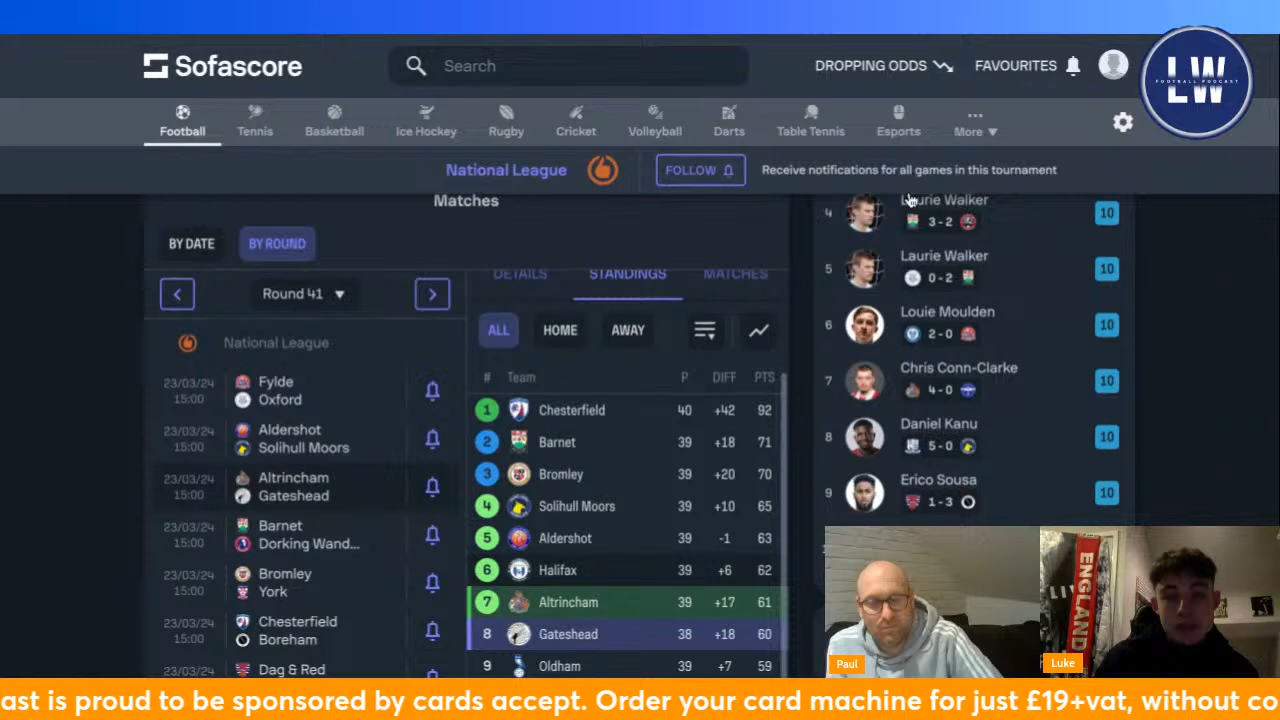 Sofascore
Search
DROPPING ODDS
FAVOURITES
LW
FOOTBALL PODCAST
Football
Tennis
Basketball
Ice Hockey
Rugby
Cricket
Volleyball
Darts
Table Tennis
Esports
More
National League
FOLLOW
Receive notifications for all games in this tournament
Matches
BY DATE
BY ROUND
Round 41
National League
23/03/24 Fylde
15:00 Oxford
23/03/24 Aldershot
15:00 Solihull Moors
23/03/24 Altrincham
15:00 Gateshead
23/03/24 Barnet
15:00 Dorking Wand...
23/03/24 Bromley
15:00 York
23/03/24 Chesterfield
15:00 Boreham
23/03/24 Dag & Red
DETAILS STANDINGS MATCHES
ALL HOME AWAY
# Team P DIFF PTS
1 Chesterfield 40 +42 92
2 Barnet 39 +18 71
3 Bromley 39 +20 70
4 Solihull Moors 39 +10 65
5 Aldershot 39 -1 63
6 Halifax 39 +6 62
7 Altrincham 39 +17 61
8 Gateshead 38 +18 60
9 Oldham 39 +7 59
4 Laurie Walker 10
3 - 2
5 Laurie Walker 10
0 - 2
6 Louie Moulden 10
2 - 0
7 Chris Conn-Clarke 10
4 - 0
8 Daniel Kanu 10
5 - 0
9 Erico Sousa 10
1 - 3
ENGLAND
Paul
Luke
ast is proud to be sponsored by cards accept. Order your card machine for just £19+vat, without co